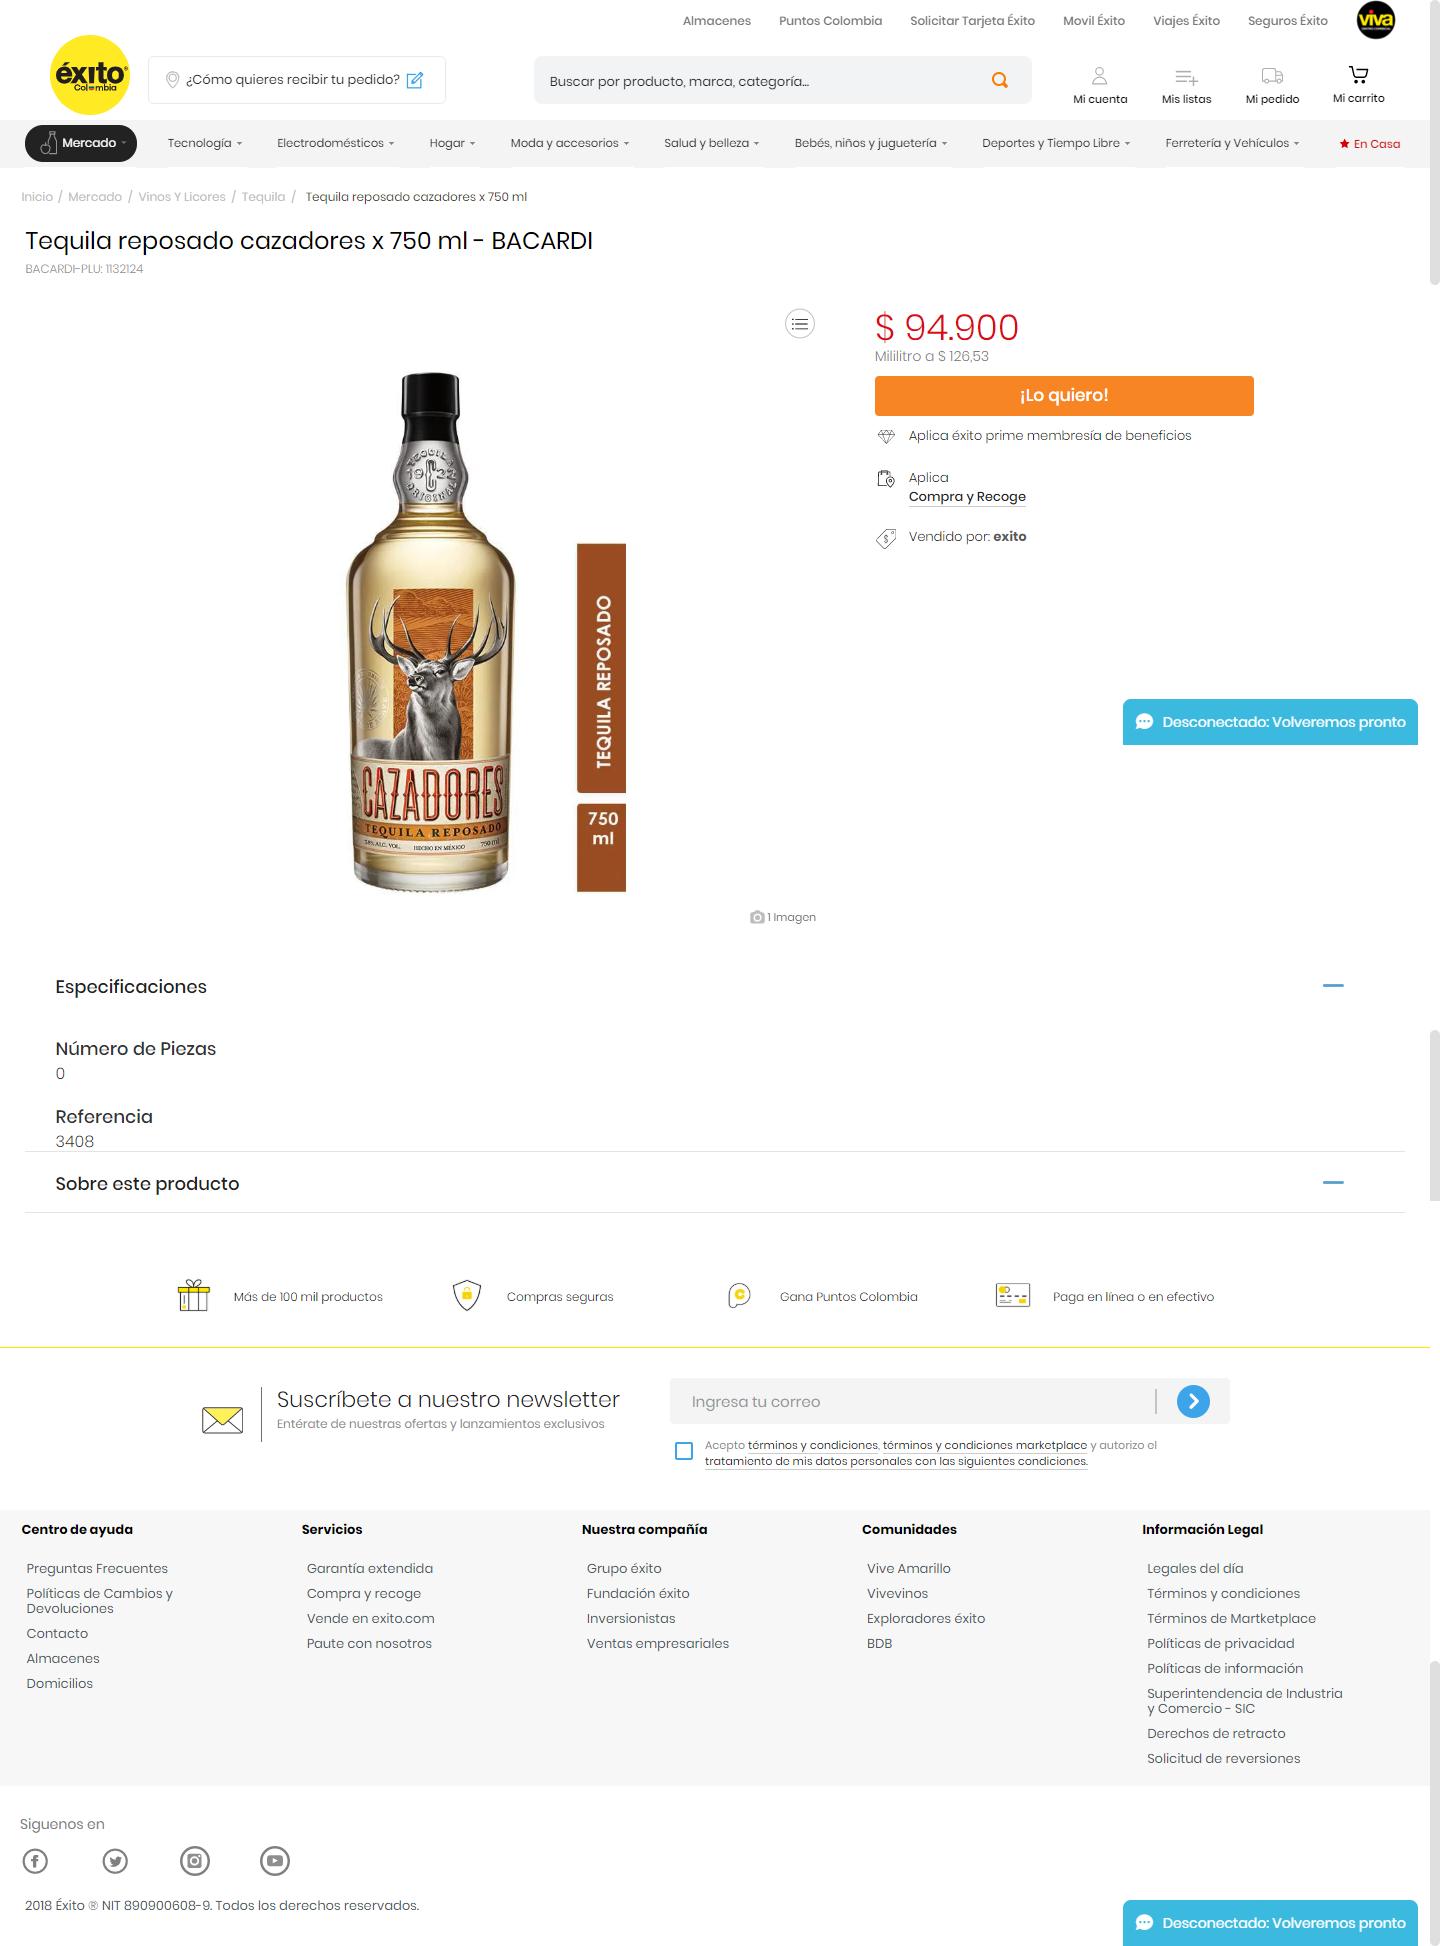 Almacenes Puntos Colombia Solicitar Tarjeta Éxito Movil Éxito Viajes Éxito Seguros Éxito viva
éxito
Colombia
¿Cómo quieres recibir tu pedido?
Buscar por producto, marca, categoría...
Mi cuenta Mis listas Mi pedido Mi carrito
Mercado Tecnología Electrodomésticos Hogar Moda y accesorios Salud y belleza Bebés, niños y juguetería Deportes y Tiempo Libre Ferretería y Vehículos En Casa
Inicio / Mercado / Vinos Y Licores / Tequila / Tequila reposado cazadores x 750 ml
Tequila reposado cazadores x 750 ml - BACARDI
BACARDI-PLU: 1132124
TEQUILA
1922
ORIGINAL
CAZADORES
TEQUILA REPOSADO
38% ALC. VOL. HECHO EN MÉXICO 750 ml
TEQUILA REPOSADO
750
ml
1 Imagen
$ 94.900
Mililitro a $ 126,53
¡Lo quiero!
Aplica éxito prime membresía de beneficios
Aplica
Compra y Recoge
Vendido por: exito
Desconectado: Volveremos pronto
Especificaciones
Número de Piezas
0
Referencia
3408
Sobre este producto
Más de 100 mil productos Compras seguras Gana Puntos Colombia Paga en línea o en efectivo
Suscríbete a nuestro newsletter
Entérate de nuestras ofertas y lanzamientos exclusivos
Ingresa tu correo
Acepto términos y condiciones, términos y condiciones marketplace y autorizo el
tratamiento de mis datos personales con las siguientes condiciones.
Centro de ayuda
Preguntas Frecuentes
Políticas de Cambios y
Devoluciones
Contacto
Almacenes
Domicilios
Servicios
Garantía extendida
Compra y recoge
Vende en exito.com
Paute con nosotros
Nuestra compañía
Grupo éxito
Fundación éxito
Inversionistas
Ventas empresariales
Comunidades
Vive Amarillo
Vivevinos
Exploradores éxito
BDB
Información Legal
Legales del día
Términos y condiciones
Términos de Martketplace
Políticas de privacidad
Políticas de información
Superintendencia de Industria
y Comercio - SIC
Derechos de retracto
Solicitud de reversiones
Siguenos en
2018 Éxito ® NIT 890900608-9. Todos los derechos reservados.
Desconectado: Volveremos pronto